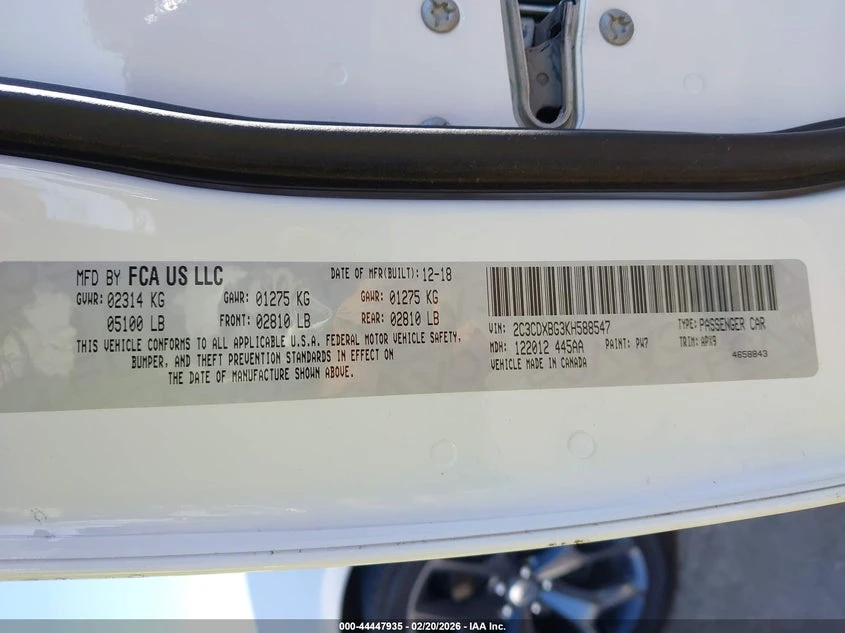 MFD BY FCA US LLC DATE OF MFR(BUILT): 12-18
GVWR: 02314 KG GAWR: 01275 KG GAWR: 01275 KG
05100 LB FRONT: 02810 LB REAR: 02810 LB
THIS VEHICLE CONFORMS TO ALL APPLICABLE U.S.A. FEDERAL MOTOR VEHICLE SAFETY,
BUMPER, AND THEFT PREVENTION STANDARDS IN EFFECT ON
THE DATE OF MANUFACTURE SHOWN ABOVE.
VIN: 2C3CDXBG3KH588547 TYPE: PASSENGER CAR
MDH: 122012 445AA PAINT: PW7 TRIM: APX9
VEHICLE MADE IN CANADA 4658843
000-44447935 - 02/20/2026 - IAA Inc.